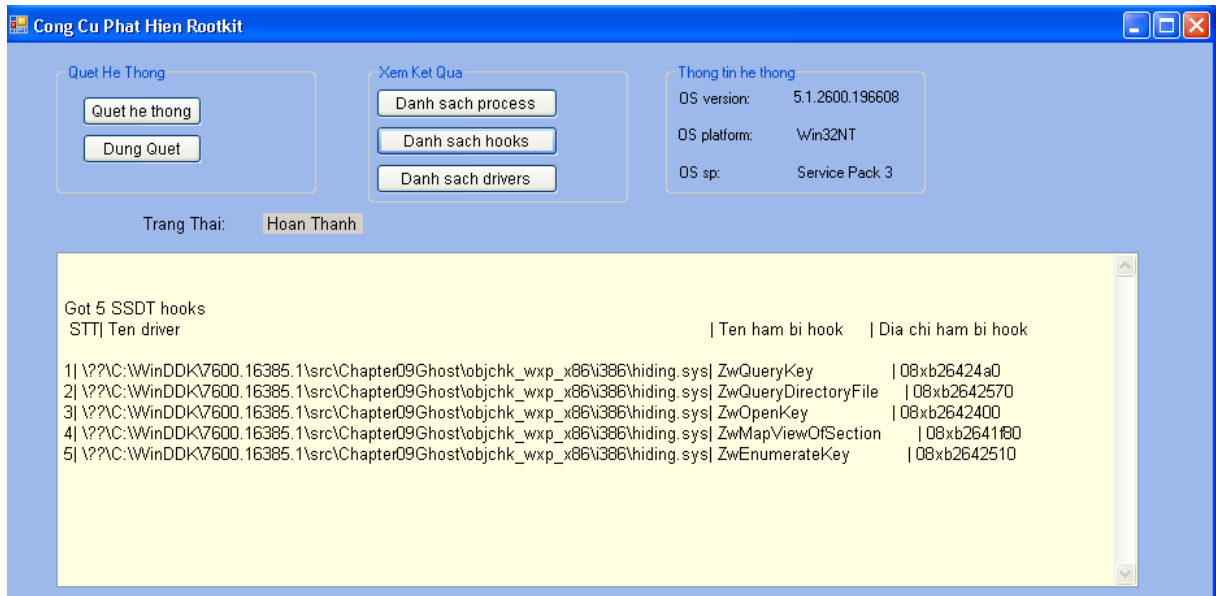 Cong Cu Phat Hien Rootkit
Quet He Thong
Quet he thong
Dung Quet
Xem Ket Qua
Danh sach process
Danh sach hooks
Danh sach drivers
Thong tin he thong
OS version: 5.1.2600.196608
OS platform: Win32NT
OS sp: Service Pack 3
Trang Thai: Hoan Thanh
Got 5 SSDT hooks
STT| Ten driver | Ten ham bi hook | Dia chi ham bi hook
1| \??\C:\WinDDK\7600.16385.1\src\Chapter09Ghost\objchk_wxp_x86\i386\hiding.sys| ZwQueryKey | 08xb26424a0
2| \??\C:\WinDDK\7600.16385.1\src\Chapter09Ghost\objchk_wxp_x86\i386\hiding.sys| ZwQueryDirectoryFile | 08xb2642570
3| \??\C:\WinDDK\7600.16385.1\src\Chapter09Ghost\objchk_wxp_x86\i386\hiding.sys| ZwOpenKey | 08xb2642400
4| \??\C:\WinDDK\7600.16385.1\src\Chapter09Ghost\objchk_wxp_x86\i386\hiding.sys| ZwMapViewOfSection | 08xb2641f80
5| \??\C:\WinDDK\7600.16385.1\src\Chapter09Ghost\objchk_wxp_x86\i386\hiding.sys| ZwEnumerateKey | 08xb2642510